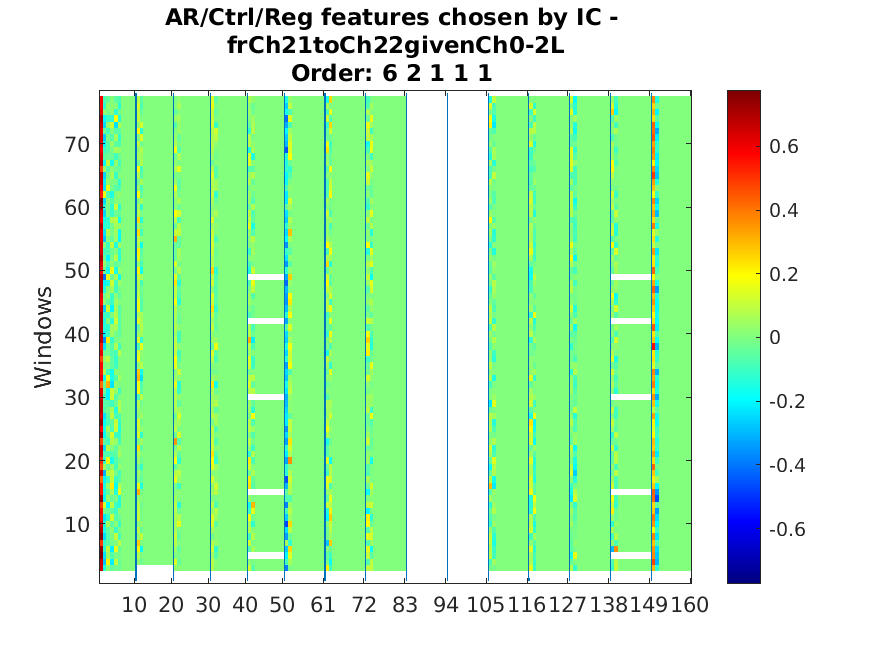 AR/Ctrl/Reg features chosen by IC -
frCh21toCh22givenCh0-2L
Order: 6 2 1 1 1
Windows
70
60
50
40
30
20
10
10 20 30 40 50 61 72 83 94 105 116 127 138 149 160
0.6
0.4
0.2
0
-0.2
-0.4
-0.6